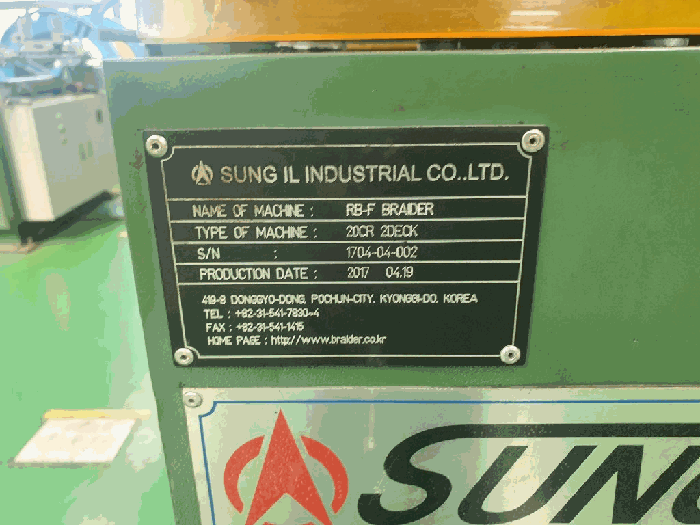 SUNG IL INDUSTRIAL CO.,LTD.
NAME OF MACHINE : RB-F BRAIDER
TYPE OF MACHINE : 20CR 2DECK
S/N : 1704-04-002
PRODUCTION DATE : 2017 04.19
419-8 DONGGYO-DONG, POCHUN-CITY, KYONGGI-DO, KOREA
TEL : +82-31-541-7830~4
FAX : +82-31-541-1415
HOME PAGE : http://www.braider.co.kr
SUNG